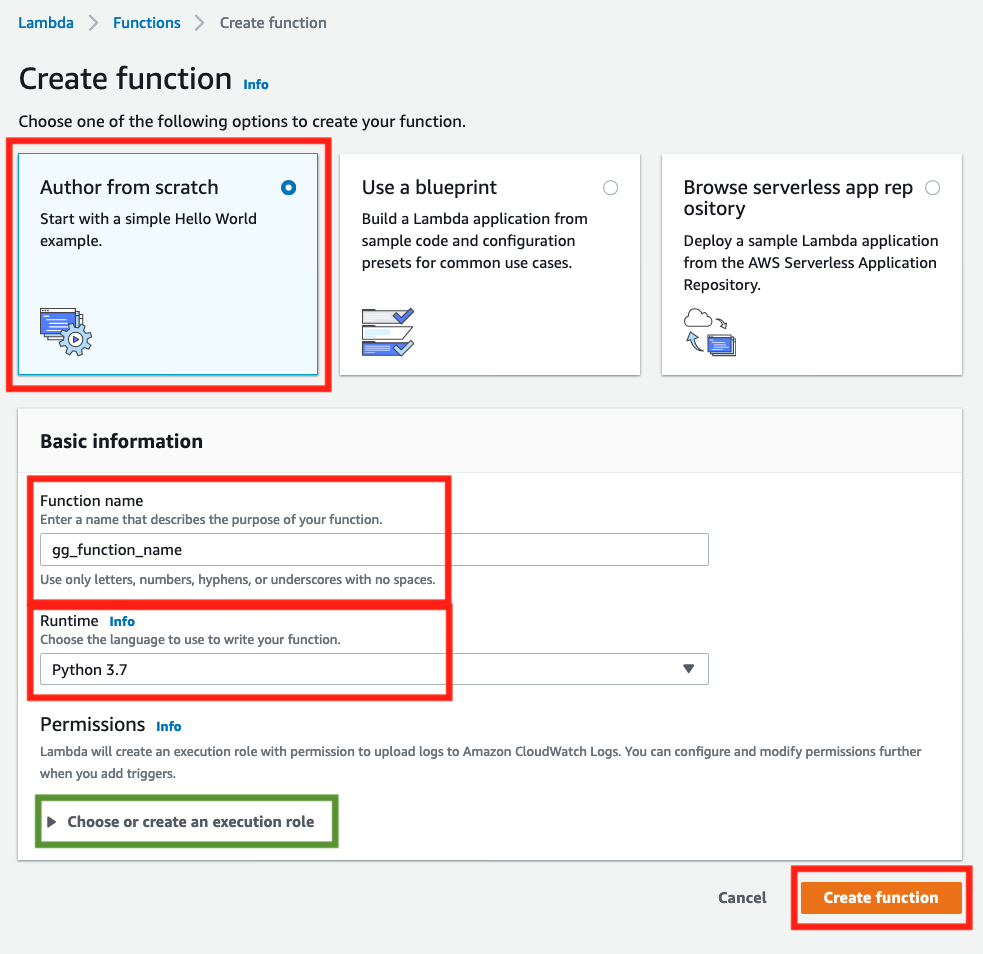 Lambda > Functions > Create function
Create function Info
Choose one of the following options to create your function.
Author from scratch
Start with a simple Hello World
example.
Use a blueprint
Build a Lambda application from
sample code and configuration
presets for common use cases.
Browse serverless app rep
ository
Deploy a sample Lambda application
from the AWS Serverless Application
Repository.
Basic information
Function name
Enter a name that describes the purpose of your function.
gg_function_name
Use only letters, numbers, hyphens, or underscores with no spaces.
Runtime Info
Choose the language to use to write your function.
Python 3.7
Permissions Info
Lambda will create an execution role with permission to upload logs to Amazon CloudWatch Logs. You can configure and modify permissions further
when you add triggers.
Choose or create an execution role
Cancel Create function